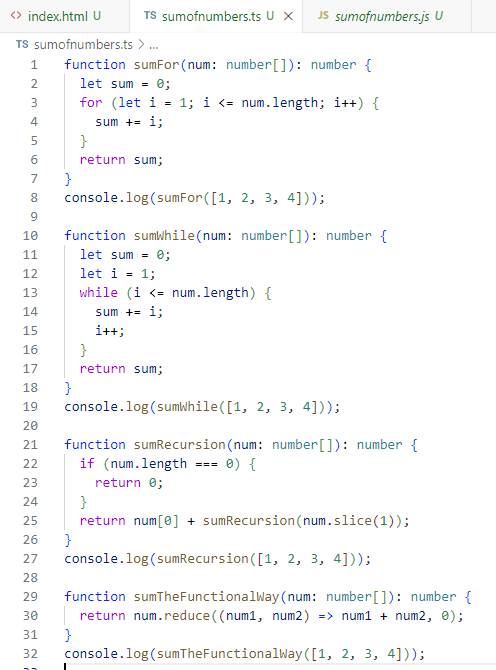 <> index.html U TS sumofnumbers.ts U × JS sumofnumbers.js U
TS sumofnumbers.ts > ...
1 function sumFor(num: number[]): number {
2   let sum = 0;
3   for (let i = 1; i <= num.length; i++) {
4     sum += i;
5   }
6   return sum;
7 }
8 console.log(sumFor([1, 2, 3, 4]));
9
10 function sumWhile(num: number[]): number {
11   let sum = 0;
12   let i = 1;
13   while (i <= num.length) {
14     sum += i;
15     i++;
16   }
17   return sum;
18 }
19 console.log(sumWhile([1, 2, 3, 4]));
20
21 function sumRecursion(num: number[]): number {
22   if (num.length === 0) {
23     return 0;
24   }
25   return num[0] + sumRecursion(num.slice(1));
26 }
27 console.log(sumRecursion([1, 2, 3, 4]));
28
29 function sumTheFunctionalWay(num: number[]): number {
30   return num.reduce((num1, num2) => num1 + num2, 0);
31 }
32 console.log(sumTheFunctionalWay([1, 2, 3, 4]));